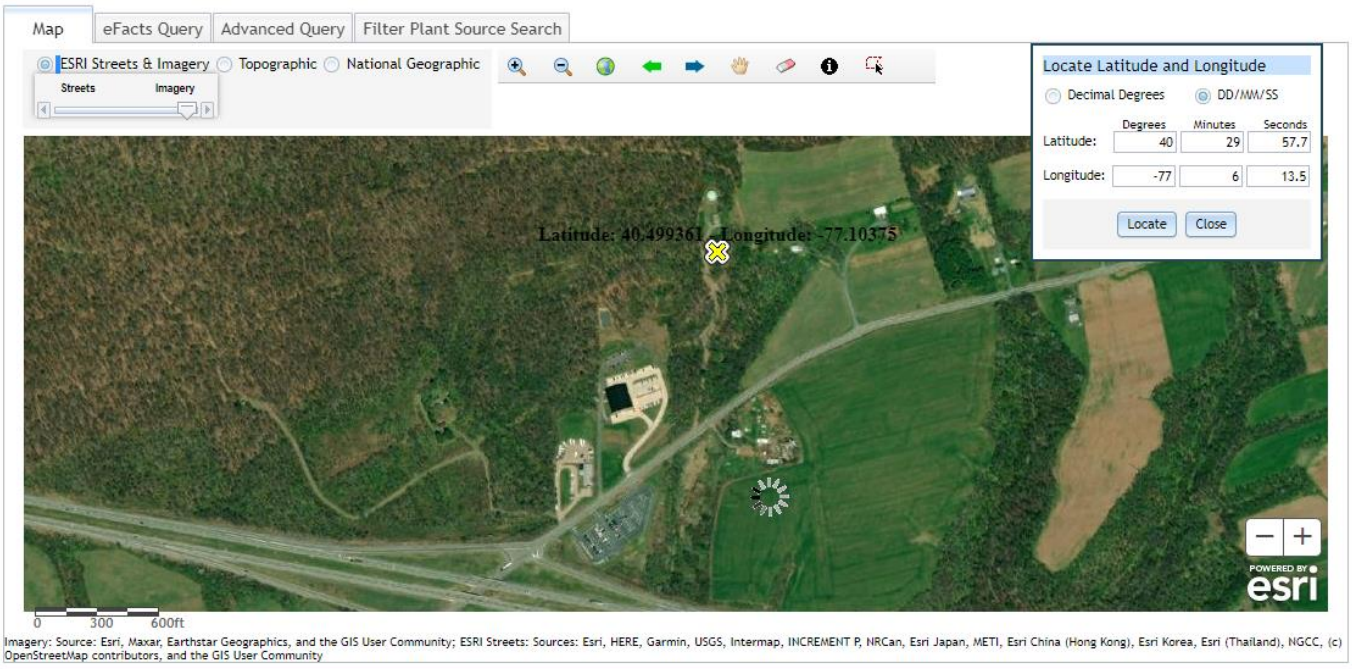 Map eFacts Query Advanced Query Filter Plant Source Search
ESRI Streets & Imagery Topographic National Geographic
Streets Imagery
Locate Latitude and Longitude
Decimal Degrees DD/MM/SS
Degrees Minutes Seconds
Latitude: 40 29 57.7
Longitude: -77 6 13.5
Locate Close
Latitude: 40.499361 - Longitude: -77.10375
POWERED BY
esri
0 300 600ft
Imagery: Source: Esri, Maxar, Earthstar Geographics, and the GIS User Community; ESRI Streets: Sources: Esri, HERE, Garmin, USGS, Intermap, INCREMENT P, NRCan, Esri Japan, METI, Esri China (Hong Kong), Esri Korea, Esri (Thailand), NGCC, (c)
OpenStreetMap contributors, and the GIS User Community